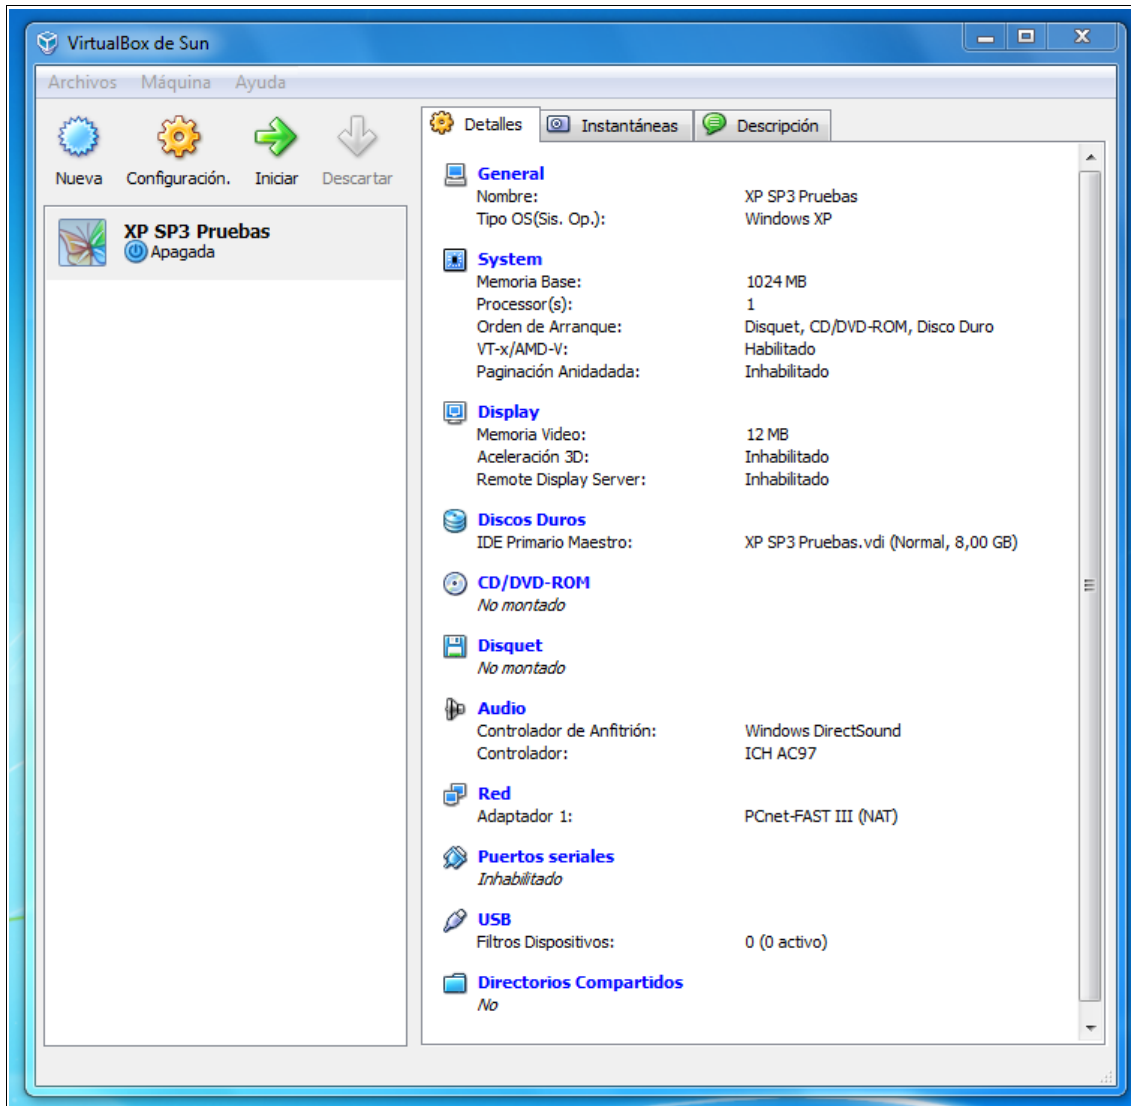 VirtualBox de Sun
Archivos Máquina Ayuda
Nueva Configuración. Iniciar Descartar
XP SP3 Pruebas
Apagada
Detalles Instantáneas Descripción
General
Nombre: XP SP3 Pruebas
Tipo OS(Sis. Op.): Windows XP
System
Memoria Base: 1024 MB
Processor(s): 1
Orden de Arranque: Disquet, CD/DVD-ROM, Disco Duro
VT-x/AMD-V: Habilitado
Paginación Anidadada: Inhabilitado
Display
Memoria Video: 12 MB
Aceleración 3D: Inhabilitado
Remote Display Server: Inhabilitado
Discos Duros
IDE Primario Maestro: XP SP3 Pruebas.vdi (Normal, 8,00 GB)
CD/DVD-ROM
No montado
Disquet
No montado
Audio
Controlador de Anfitrión: Windows DirectSound
Controlador: ICH AC97
Red
Adaptador 1: PCnet-FAST III (NAT)
Puertos seriales
Inhabilitado
USB
Filtros Dispositivos: 0 (0 activo)
Directorios Compartidos
No